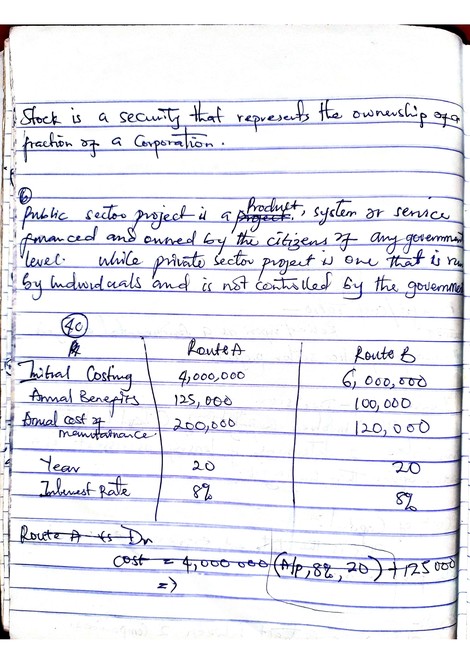 Stock is a security that represents the ownership of a
fraction of a Corporation.
6
Public sector project is a project. Product, system or service
financed and owned by the citizens of any governmen
level. while private sector project is one that is ru
by individuals and is not controlled by the governme
4c
Route A Route B
Initial Costing 4,000,000 6,000,000
Annual Benefits 125,000 100,000
Annual cost of 200,000 120,000
maintainance
Year 20 20
Interest Rate 8% 8%
Route A is Dn
cost = 4,000 000 (A/p, 8%, 20) + 125 000
=>